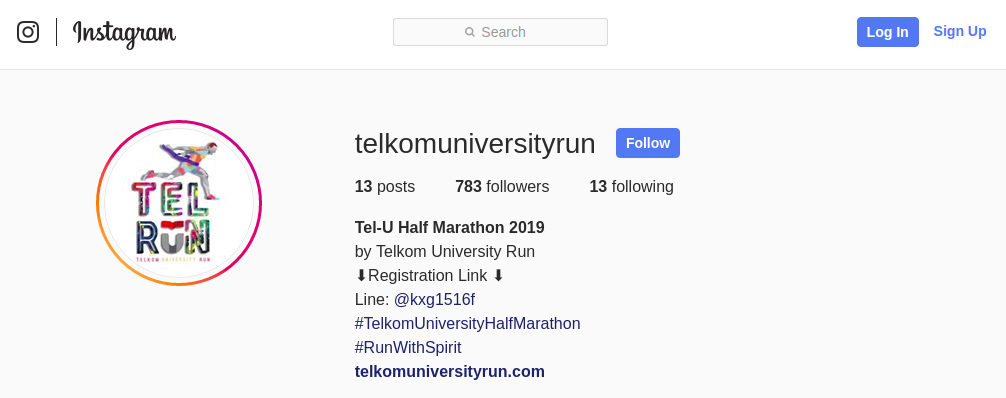 Instagram
Search
Log In
Sign Up
TEL
RUN
TELKOM UNIVERSITY RUN
telkomuniversityrun
Follow
13 posts
783 followers
13 following
Tel-U Half Marathon 2019
by Telkom University Run
⬇Registration Link ⬇
Line: @kxg1516f
#TelkomUniversityHalfMarathon
#RunWithSpirit
telkomuniversityrun.com